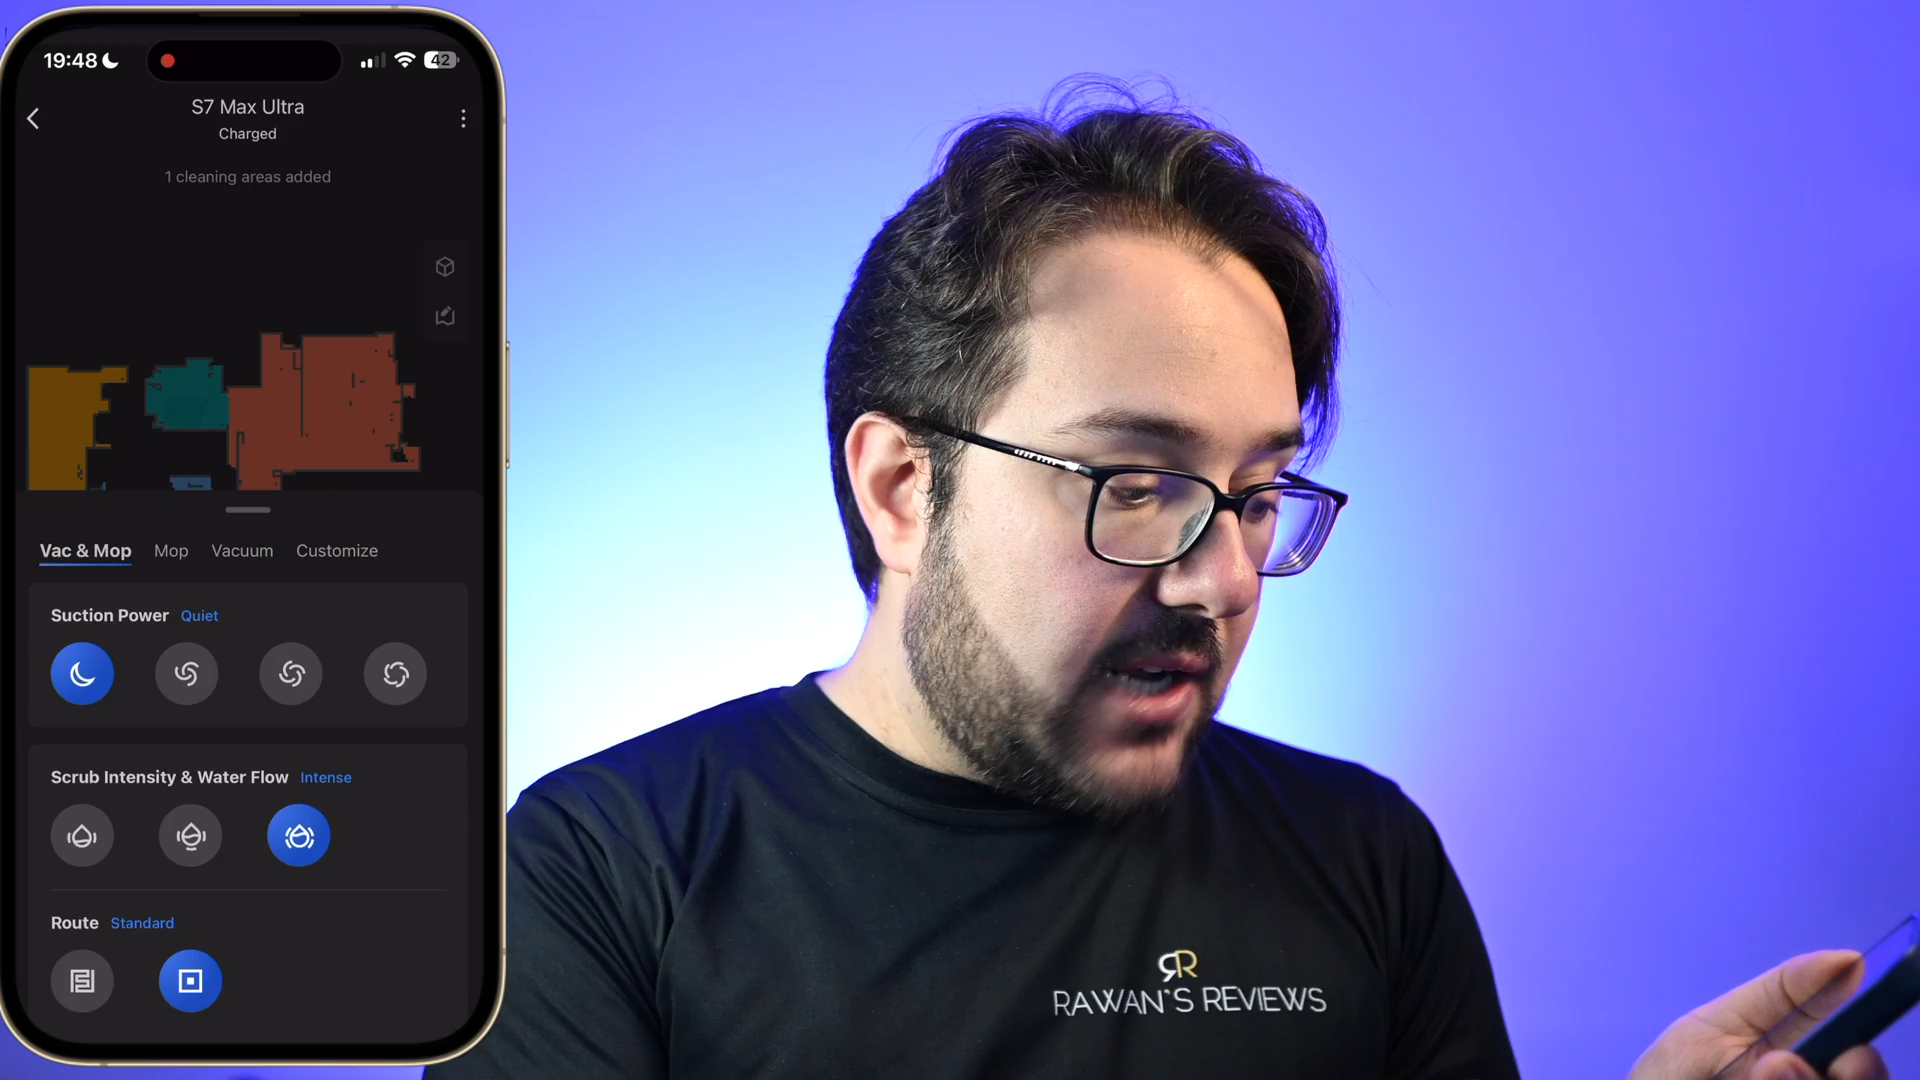 19:48
42
S7 Max Ultra
Charged
1 cleaning areas added
Vac & Mop Mop Vacuum Customize
Suction Power Quiet
Scrub Intensity & Water Flow Intense
Route Standard
RR
RAWAN'S REVIEWS